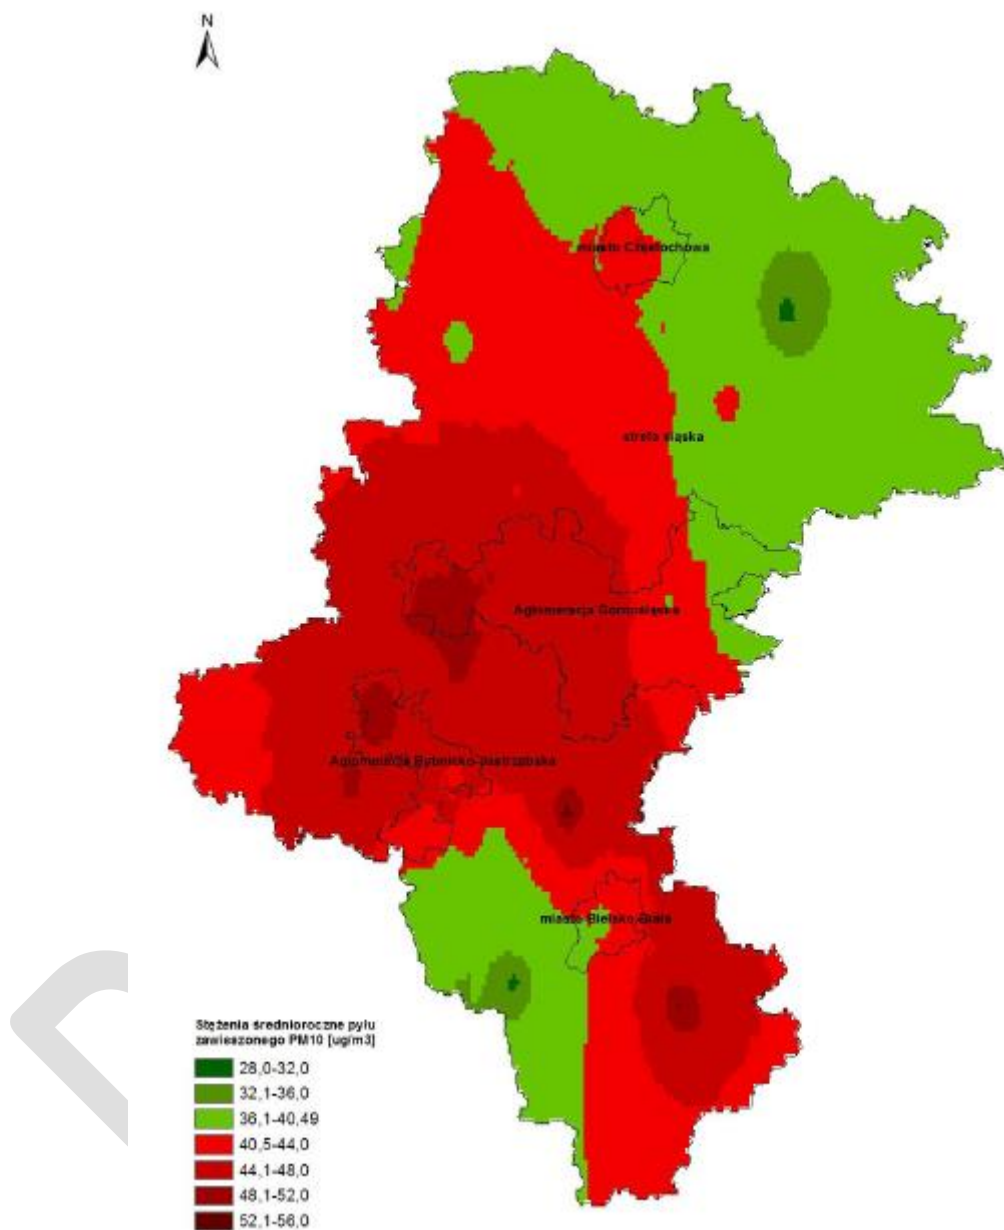 N
miasto Częstochowa
strefa śląska
Aglomeracja Górnośląska
Aglomeracja Rybnicko-Jastrzębska
miasto Bielsko-Biała
Stężenia średnioroczne pyłu
zawieszonego PM10 [ug/m3]
28,0-32,0
32,1-36,0
36,1-40,49
40,5-44,0
44,1-48,0
48,1-52,0
52,1-56,0